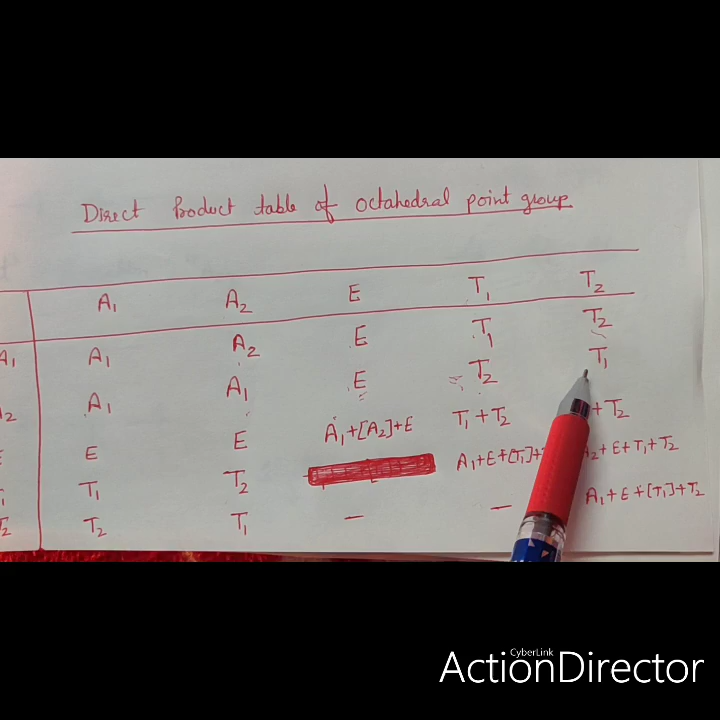 Direct Product table of octahedral point group
A1 A2 E T1 T2
A1 A1 A2 E T1 T2
A2 A1 A1 E T2 T1
E E E A1+[A2]+E T1+T2 +T2
T1 T1 T2 A1+E+[T1]+ A2+E+T1+T2
T2 T2 T1 — — A1+E+[T1]+T2
CyberLink
ActionDirector